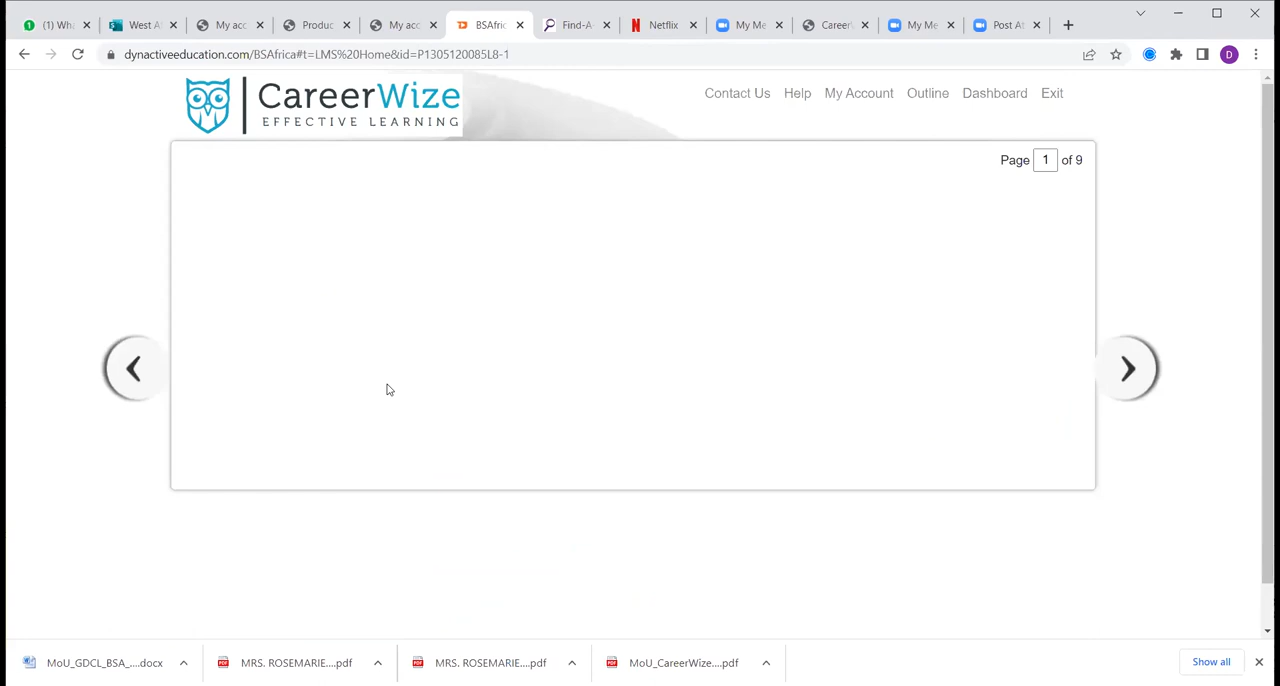 (1) Wha
West A
My acc
Produc
My acc
BSAfric
Find-A-
Netflix
My Me
Career
My Me
Post At
dynactiveeducation.com/BSAfrica#t=LMS%20Home&id=P1305120085L8-1
D
CareerWize
EFFECTIVE LEARNING
Contact Us Help My Account Outline Dashboard Exit
Page 1 of 9
MoU_GDCL_BSA_....docx
MRS. ROSEMARIE....pdf
MRS. ROSEMARIE....pdf
MoU_CareerWize....pdf
Show all